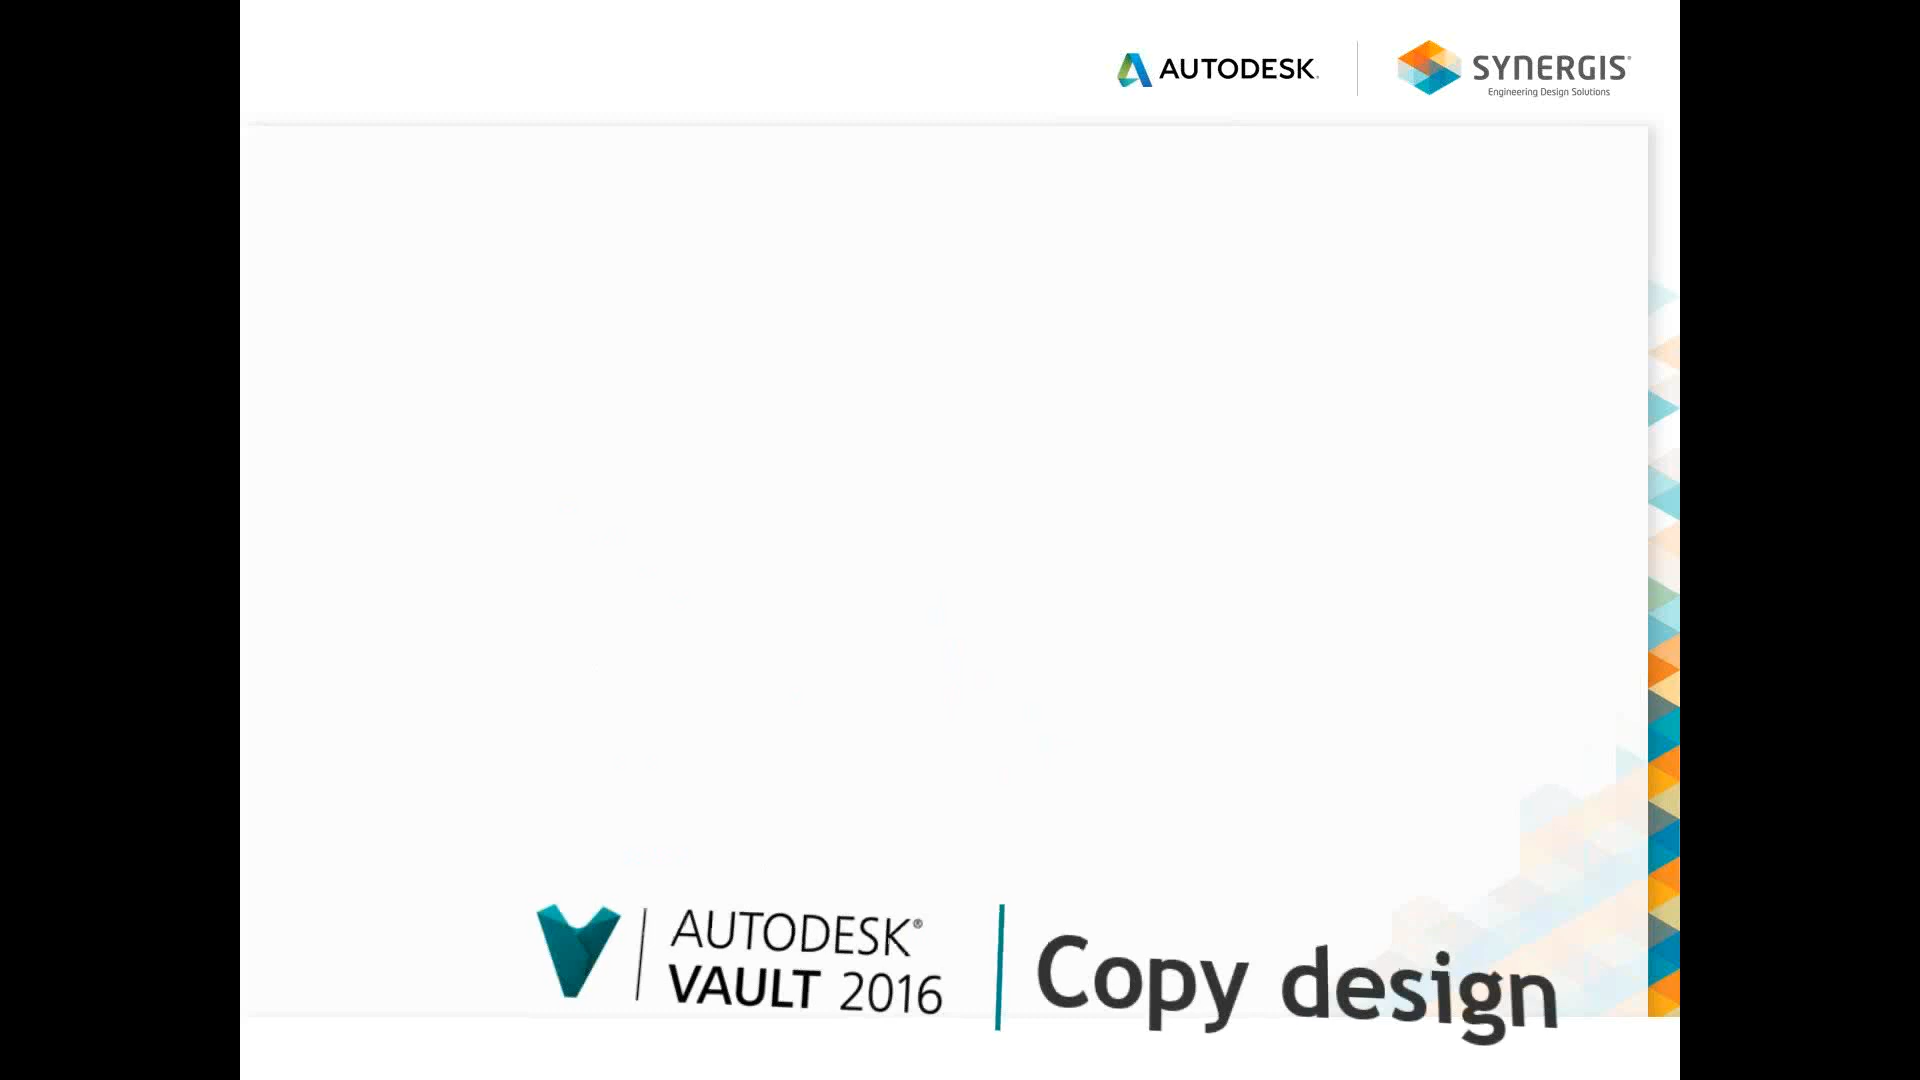 AUTODESK.
SYNERGIS®
Engineering Design Solutions
AUTODESK®
VAULT 2016
Copy design